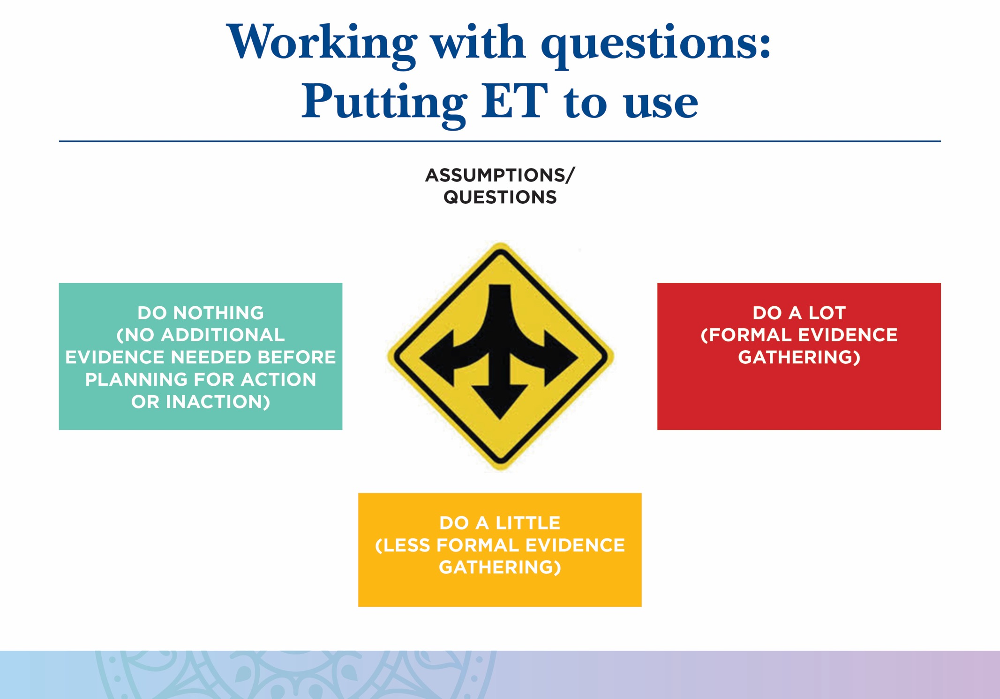 Working with questions:
Putting ET to use
ASSUMPTIONS/
QUESTIONS
DO NOTHING
(NO ADDITIONAL
EVIDENCE NEEDED BEFORE
PLANNING FOR ACTION
OR INACTION)
DO A LOT
(FORMAL EVIDENCE
GATHERING)
DO A LITTLE
(LESS FORMAL EVIDENCE
GATHERING)